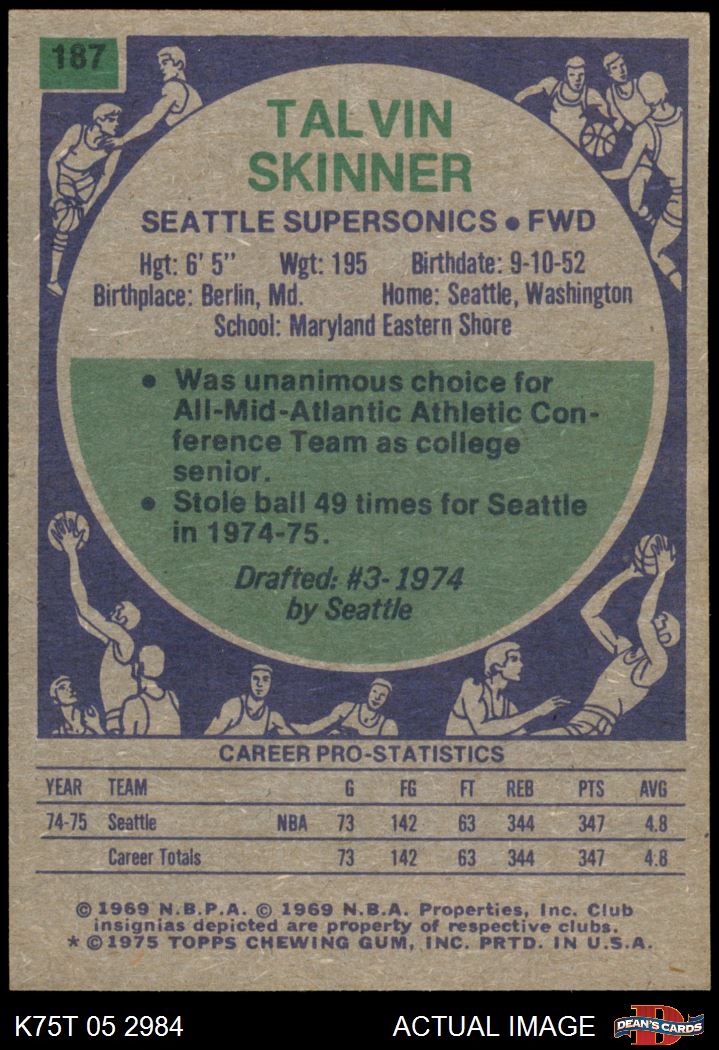 187
TALVIN
SKINNER
SEATTLE SUPERSONICS • FWD
Hgt: 6' 5" Wgt: 195 Birthdate: 9-10-52
Birthplace: Berlin, Md. Home: Seattle, Washington
School: Maryland Eastern Shore
• Was unanimous choice for
All-Mid-Atlantic Athletic Con-
ference Team as college
senior.
• Stole ball 49 times for Seattle
in 1974-75.
Drafted: #3-1974
by Seattle
CAREER PRO-STATISTICS
YEAR TEAM G FG FT REB PTS AVG
74-75 Seattle NBA 73 142 63 344 347 4.8
Career Totals 73 142 63 344 347 4.8
© 1969 N.B.P.A. © 1969 N.B.A. Properties, Inc. Club
insignias depicted are property of respective clubs.
* © 1975 TOPPS CHEWING GUM, INC. PRTD. IN U.S.A.
K75T 05 2984 ACTUAL IMAGE D DEAN'S CARDS